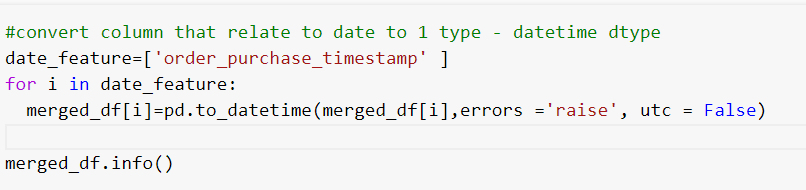 #convert column that relate to date to 1 type - datetime dtype
date_feature=['order_purchase_timestamp' ]
for i in date_feature:
  merged_df[i]=pd.to_datetime(merged_df[i],errors ='raise', utc = False)
merged_df.info()